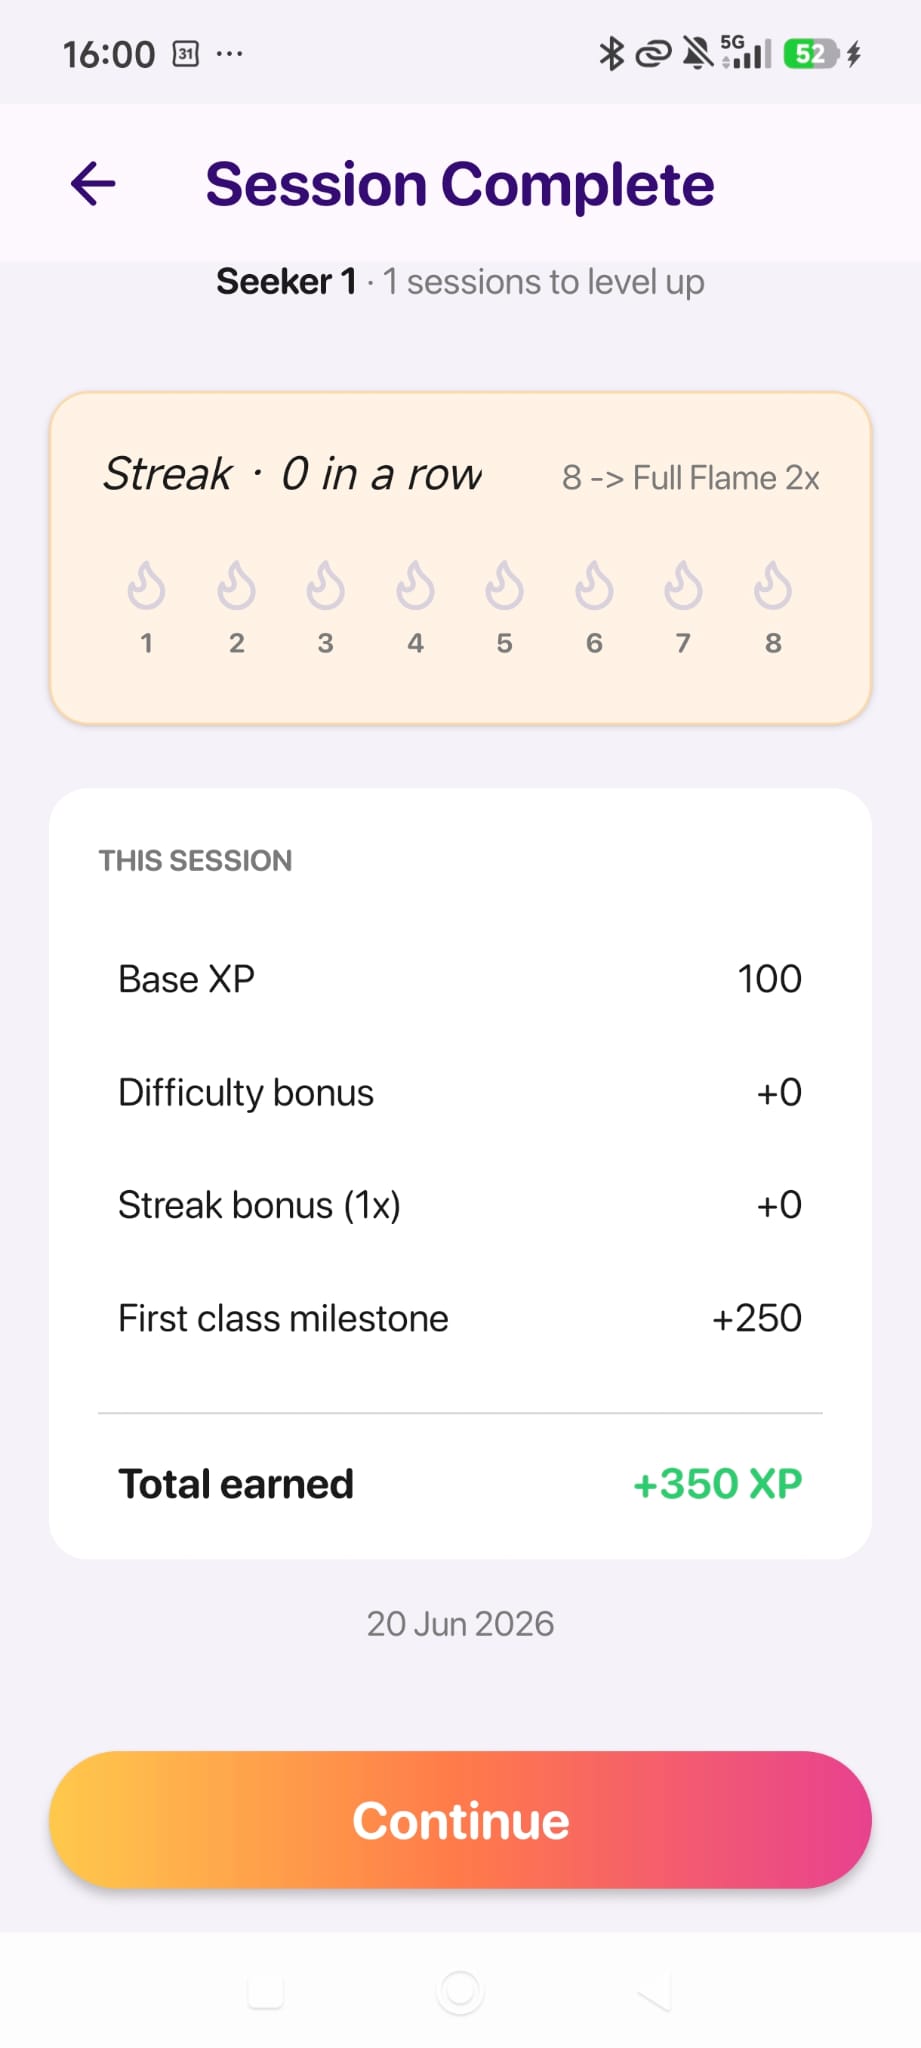 16:00 31 ...
5G 52
Session Complete
Seeker 1 · 1 sessions to level up
Streak · 0 in a row
8 -> Full Flame 2x
1 2 3 4 5 6 7 8
THIS SESSION
Base XP 100
Difficulty bonus +0
Streak bonus (1x) +0
First class milestone +250
Total earned +350 XP
20 Jun 2026
Continue